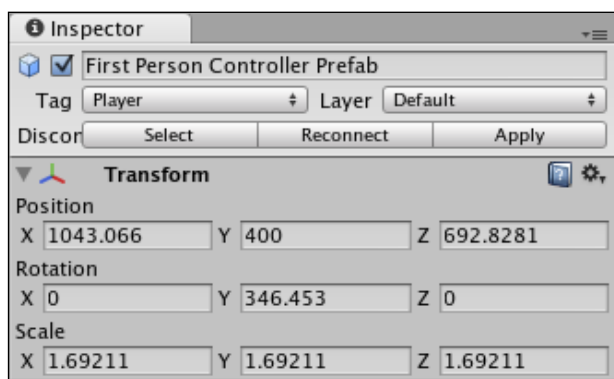 Inspector
First Person Controller Prefab
Tag Player Layer Default
Discon Select Reconnect Apply
Transform
Position
X 1043.066 Y 400 Z 692.8281
Rotation
X 0 Y 346.453 Z 0
Scale
X 1.69211 Y 1.69211 Z 1.69211